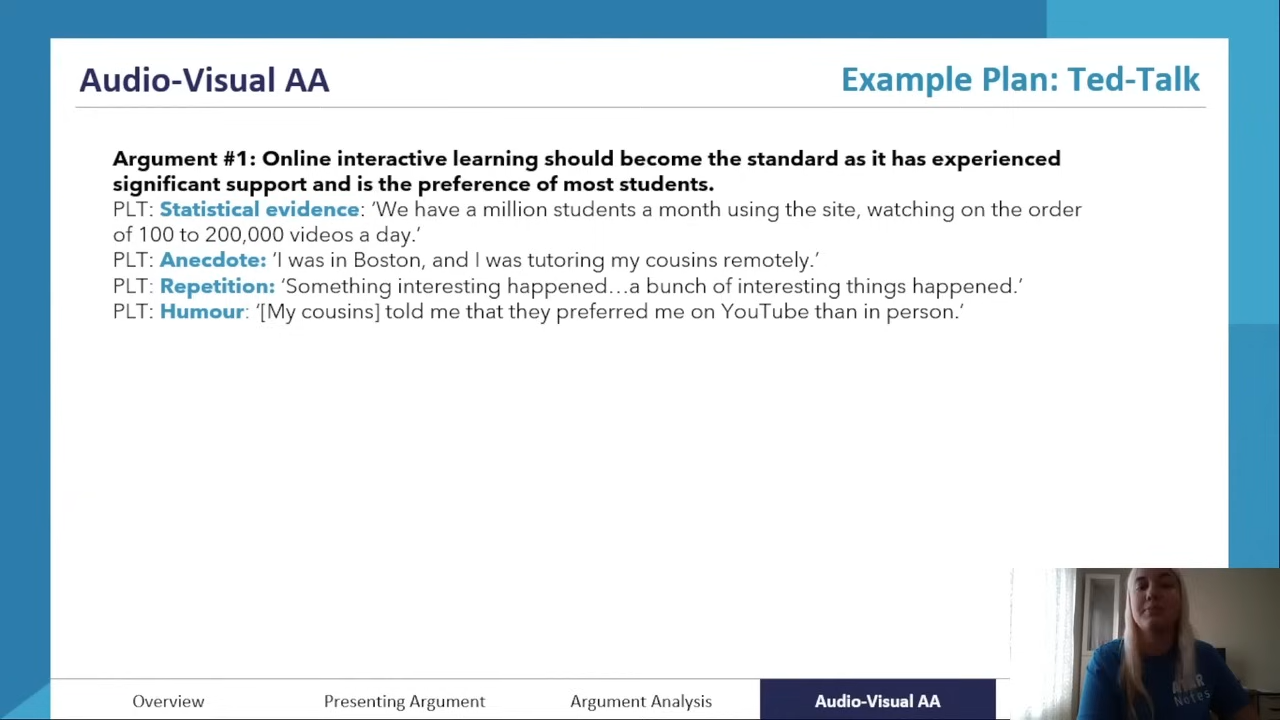 Audio-Visual AA
Example Plan: Ted-Talk
Argument #1: Online interactive learning should become the standard as it has experienced
significant support and is the preference of most students.
PLT: Statistical evidence: ‘We have a million students a month using the site, watching on the order
of 100 to 200,000 videos a day.’
PLT: Anecdote: ‘I was in Boston, and I was tutoring my cousins remotely.’
PLT: Repetition: ‘Something interesting happened…a bunch of interesting things happened.’
PLT: Humour: ‘[My cousins] told me that they preferred me on YouTube than in person.’
Overview
Presenting Argument
Argument Analysis
Audio-Visual AA
Notes